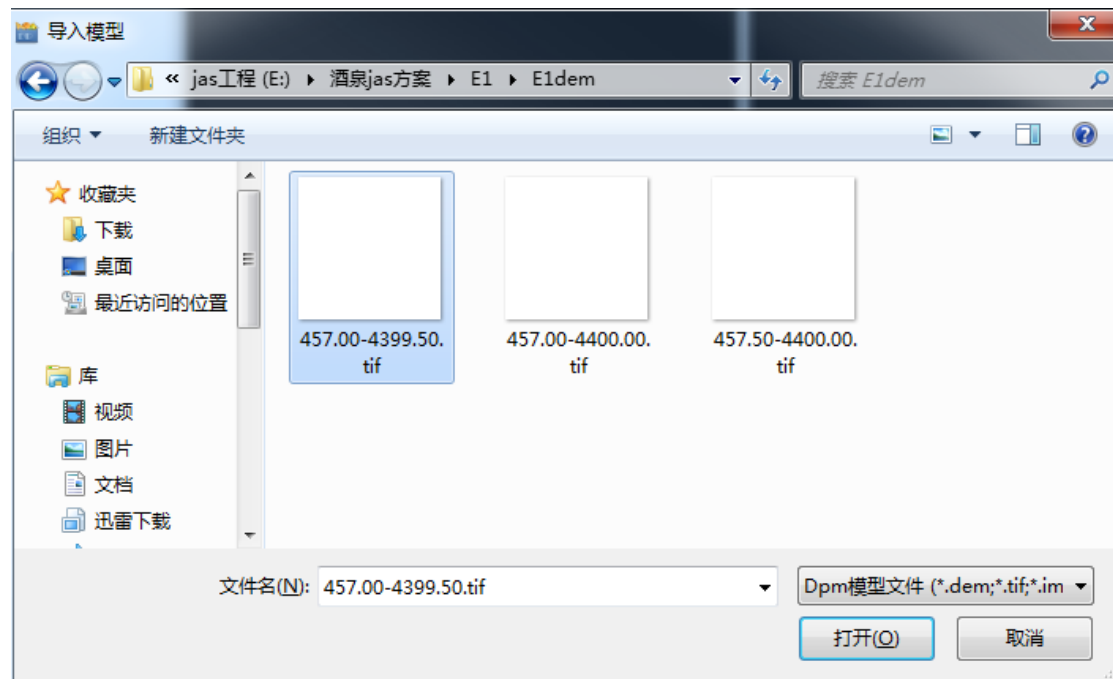 导入模型
« jas工程 (E:) ▸ 酒泉jas方案 ▸ E1 ▸ E1dem
搜索 E1dem
组织 ▼ 新建文件夹
收藏夹
下载
桌面
最近访问的位置
库
视频
图片
文档
迅雷下载
457.00-4399.50.
tif
457.00-4400.00.
tif
457.50-4400.00.
tif
文件名(N): 457.00-4399.50.tif
Dpm模型文件 (*.dem;*.tif;*.im
打开(O) 取消